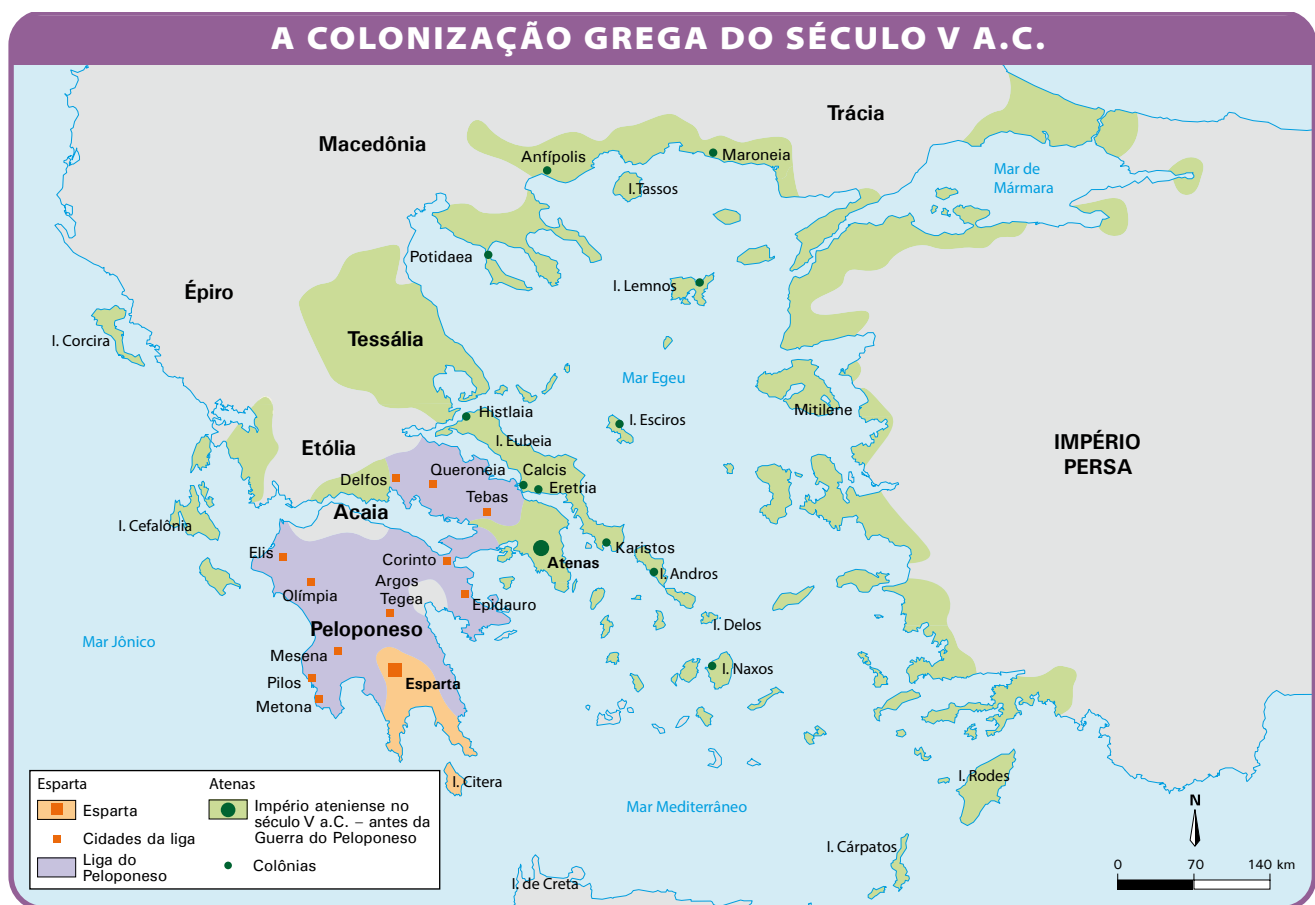 A COLONIZAÇÃO GREGA DO SÉCULO V A.C.
Trácia
Macedônia
Anfípolis
Maroneia
Mar de
Mármara
I.Tassos
Potidaea
Épiro
I. Lemnos
I. Corcira
Tessália
Mar Egeu
Mitilene
Histlaia
I. Esciros
I. Eubeia
Etólia
IMPÉRIO
PERSA
Delfos
Queroneia
Calcis
Eretria
Tebas
I. Cefalônia
Acaia
Elis
Corinto
Atenas
Karistos
I. Andros
Olímpia
Argos
Tegea
Epidauro
I. Delos
Peloponeso
Mar Jônico
Mesena
I. Naxos
Pilos
Esparta
Metona
I. Citera
I. Rodes
Mar Mediterrâneo
I. Cárpatos
I. de Creta
Esparta
Esparta
Cidades da liga
Liga do
Peloponeso
Atenas
Império ateniense no
século V a.C. – antes da
Guerra do Peloponeso
Colônias
N
0 70 140 km